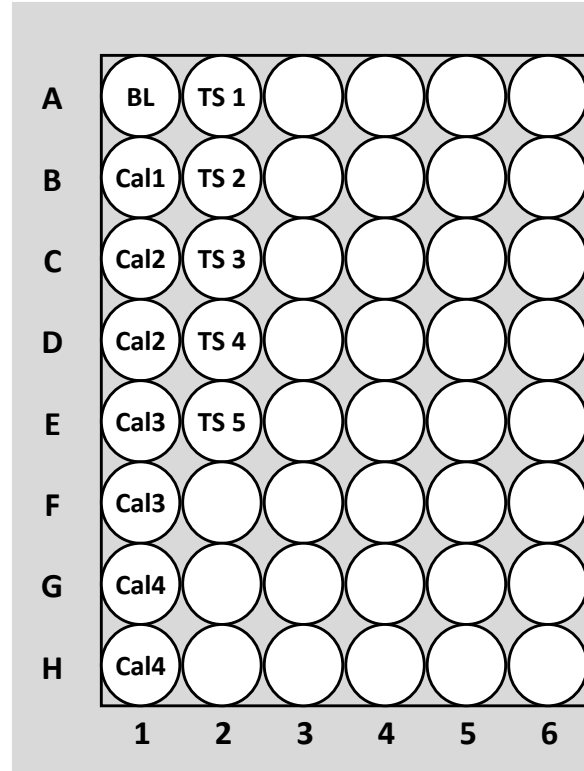 A BL TS 1
B Cal1 TS 2
C Cal2 TS 3
D Cal2 TS 4
E Cal3 TS 5
F Cal3
G Cal4
H Cal4
1 2 3 4 5 6